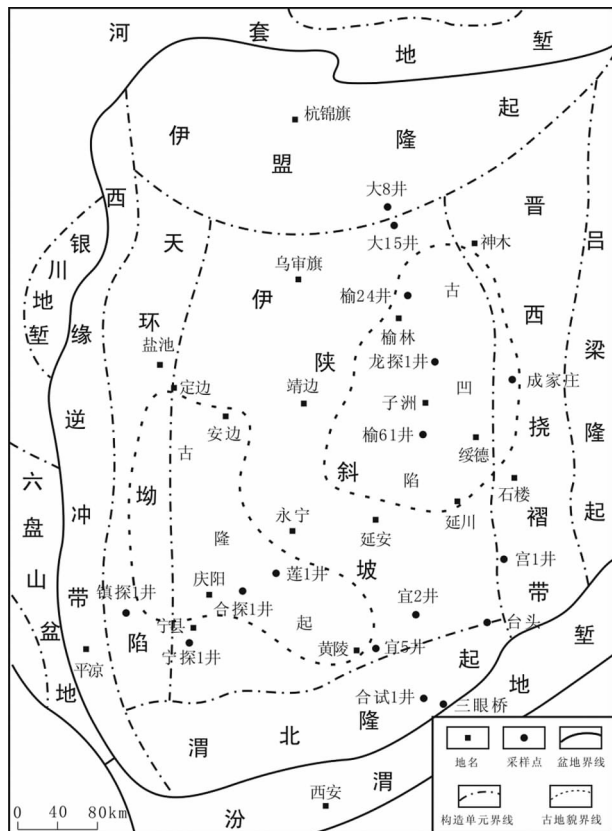 河套地堑
伊盟隆起
杭锦旗
大8井
大15井
西缘逆冲带
天环坳陷
晋西挠褶带
吕梁隆起
银川地堑
神木
乌审旗
榆24井
古凹陷
伊陕斜坡
榆林
盐池
龙探1井
成家庄
定边
靖边
子洲
安边
榆61井
绥德
古隆起
石楼
六盘山盆地
延川
永宁
延安
宫1井
庆阳
莲1井
镇探1井
合探1井
宜2井
台头
宁县
宁探1井
黄陵
宜5井
平凉
渭北隆起
合试1井
三眼桥
汾渭地堑
西安
0 40 80km
地名
采样点
盆地界线
构造单元界线
古地貌界线